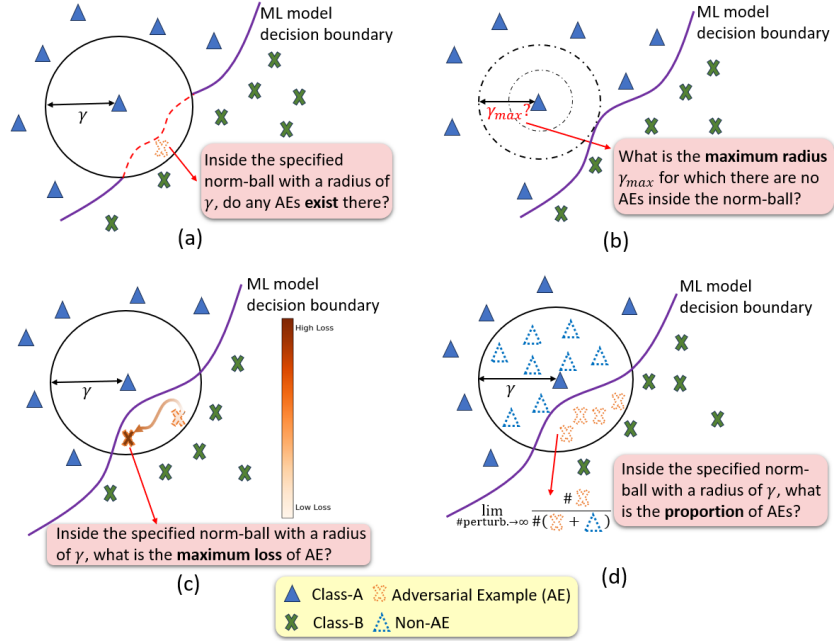 ML model
decision boundary
γ
Inside the specified
norm-ball with a radius of
γ, do any AEs exist there?
(a)
ML model
decision boundary
γmax?
What is the maximum radius
γmax for which there are no
AEs inside the norm-ball?
(b)
ML model
decision boundary
High Loss
γ
Low Loss
Inside the specified norm-ball with a radius
of γ, what is the maximum loss of AE?
(c)
ML model
decision boundary
γ
Inside the specified norm-
ball with a radius of γ, what
is the proportion of AEs?
#
lim
#perturb.→∞
#( + )
(d)
Class-A
Adversarial Example (AE)
Class-B
Non-AE